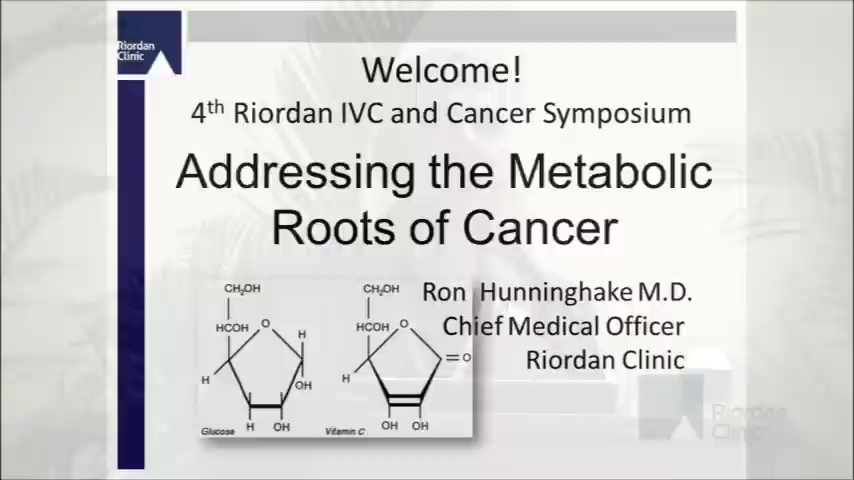 Riordan
Clinic
Welcome!
4th Riordan IVC and Cancer Symposium
Addressing the Metabolic
Roots of Cancer
Ron Hunninghake M.D.
Chief Medical Officer
Riordan Clinic
CH₂OH
HCOH O H
H OH
H OH
Glucose
CH₂OH
HCOH O
=O
H
OH OH
Vitamin C
Riordan
Clinic